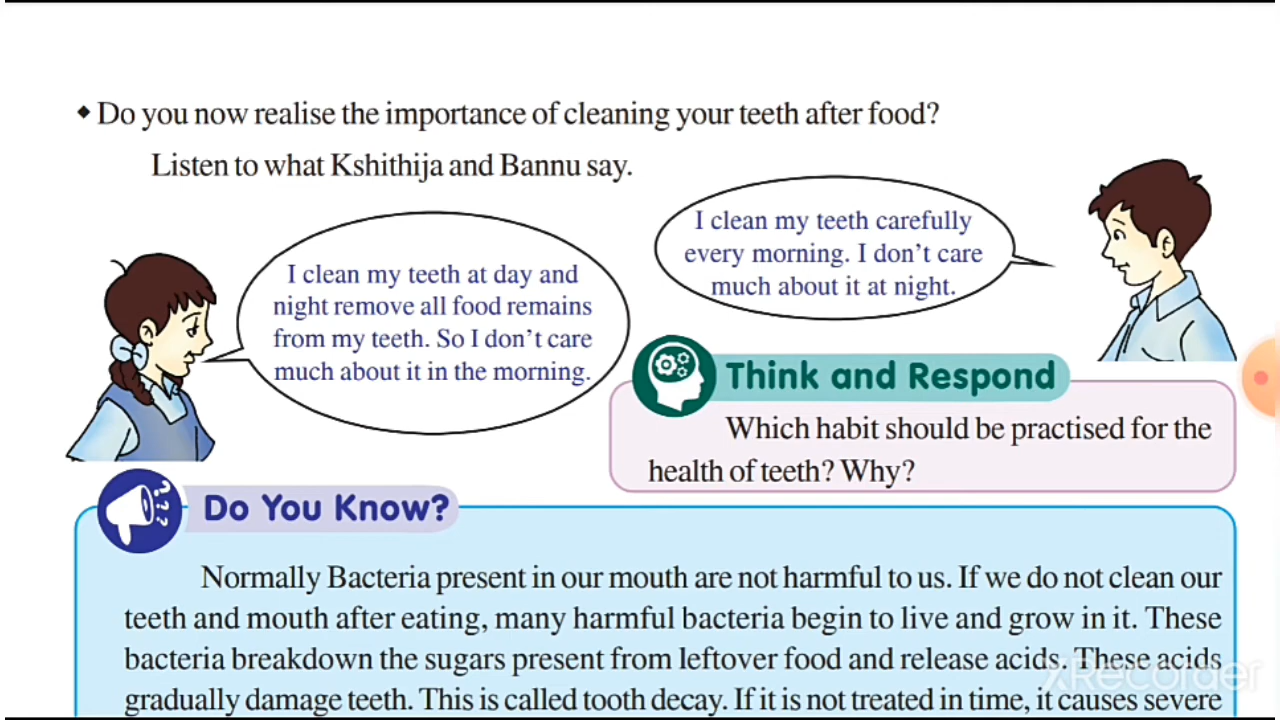 ◆ Do you now realise the importance of cleaning your teeth after food?
Listen to what Kshithija and Bannu say.
I clean my teeth at day and
night remove all food remains
from my teeth. So I don't care
much about it in the morning.
I clean my teeth carefully
every morning. I don't care
much about it at night.
Think and Respond
Which habit should be practised for the
health of teeth? Why?
Do You Know?
Normally Bacteria present in our mouth are not harmful to us. If we do not clean our
teeth and mouth after eating, many harmful bacteria begin to live and grow in it. These
bacteria breakdown the sugars present from leftover food and release acids. These acids
gradually damage teeth. This is called tooth decay. If it is not treated in time, it causes severe
XRecorder